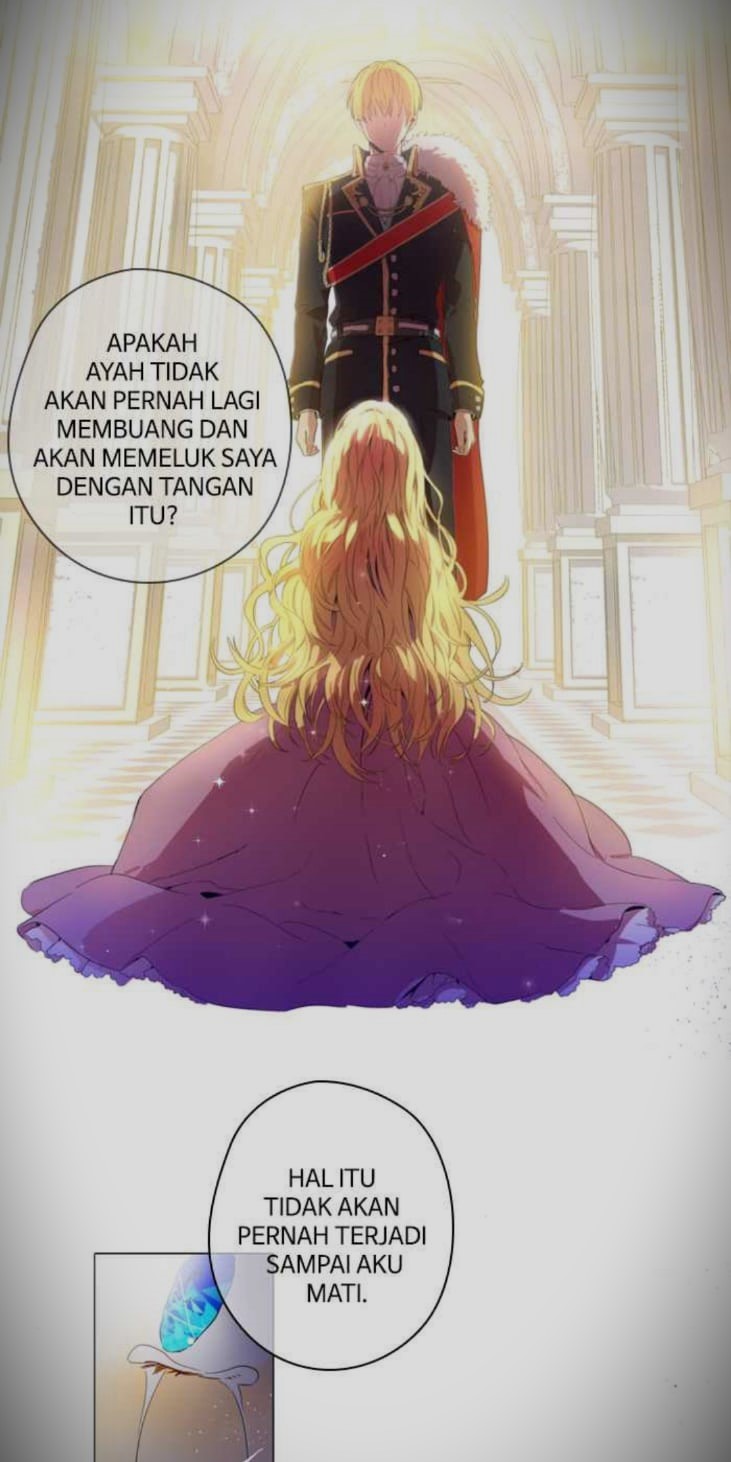 APAKAH
AYAH TIDAK
AKAN PERNAH LAGI
MEMBUANG DAN
AKAN MEMELUK SAYA
DENGAN TANGAN
ITU?
HAL ITU
TIDAK AKAN
PERNAH TERJADI
SAMPAI AKU
MATI.